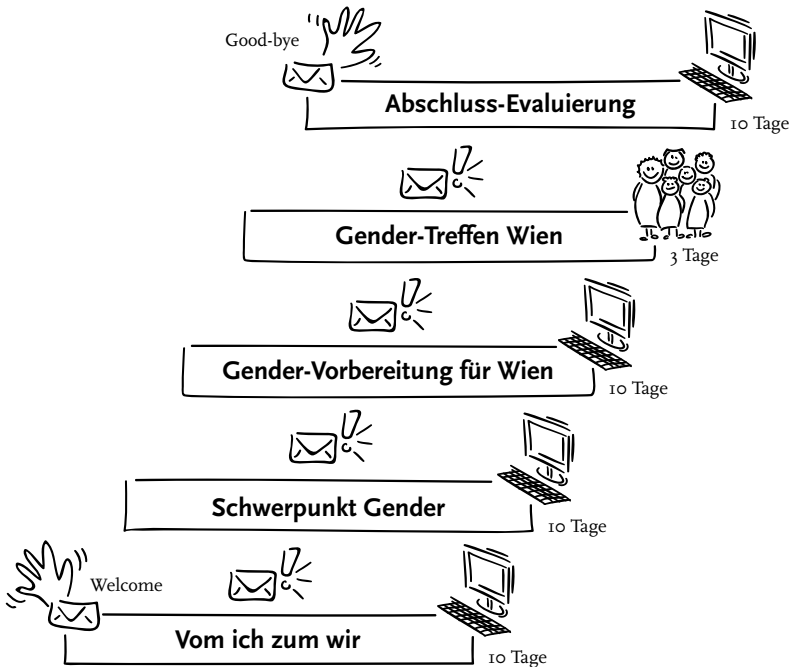 Good-bye
Abschluss-Evaluierung
10 Tage
Gender-Treffen Wien
3 Tage
Gender-Vorbereitung für Wien
10 Tage
Schwerpunkt Gender
10 Tage
Welcome
Vom ich zum wir
10 Tage